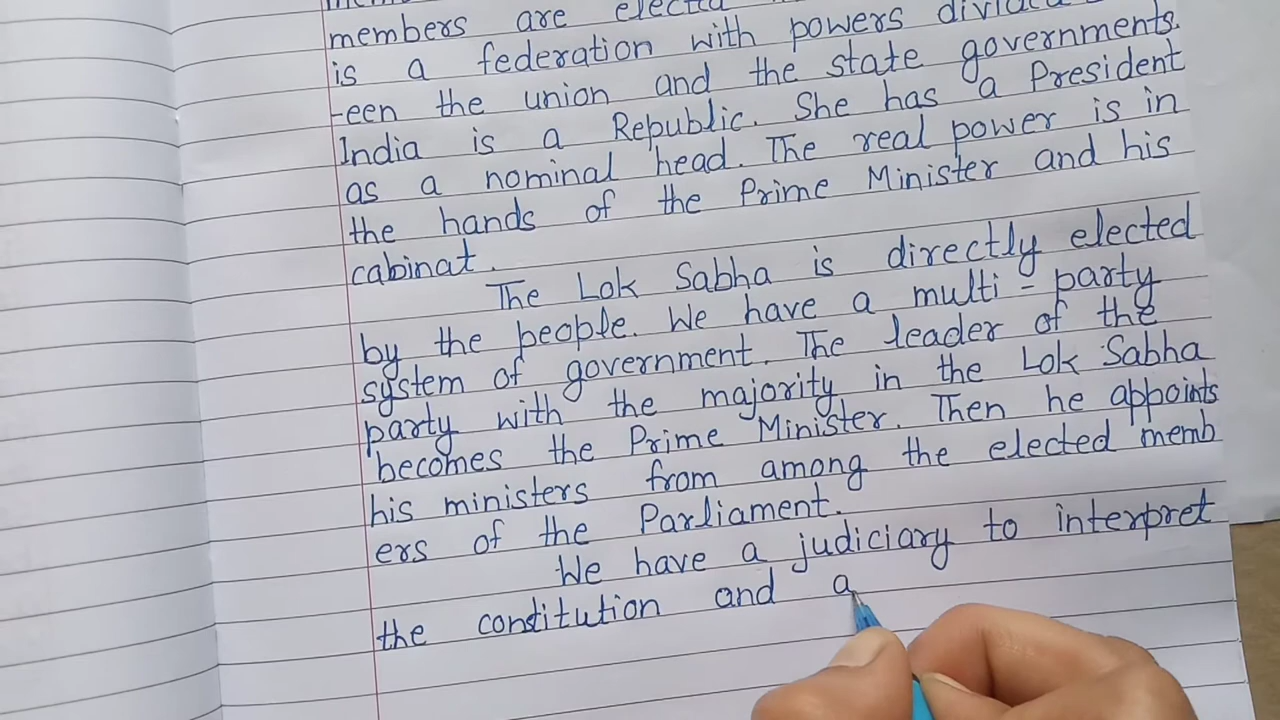 members are elected
is a federation with powers divided
-een the union and the state governments.
India is a Republic. She has a President
as a nominal head. The real power is in
the hands of the Prime Minister and his
cabinat.
The Lok Sabha is directly elected
by the people. We have a multi-party
system of government. The leader of the
party with the majority in the Lok Sabha
becomes the Prime Minister. Then he appoints
his ministers from among the elected memb
ers of the Parliament.
We have a judiciary to interpret
the constitution and a